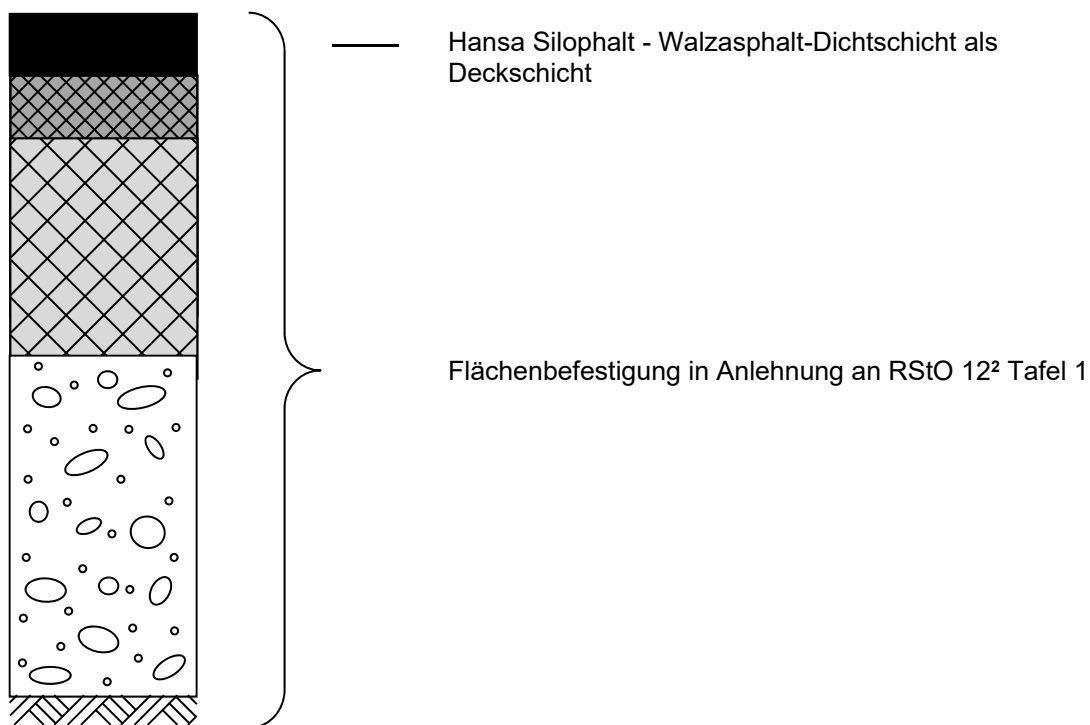 Hansa Silophalt - Walzasphalt-Dichtschicht als
Deckschicht
Flächenbefestigung in Anlehnung an RStO 12² Tafel 1